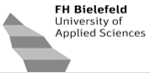 FH Bielefeld
University of
Applied Sciences